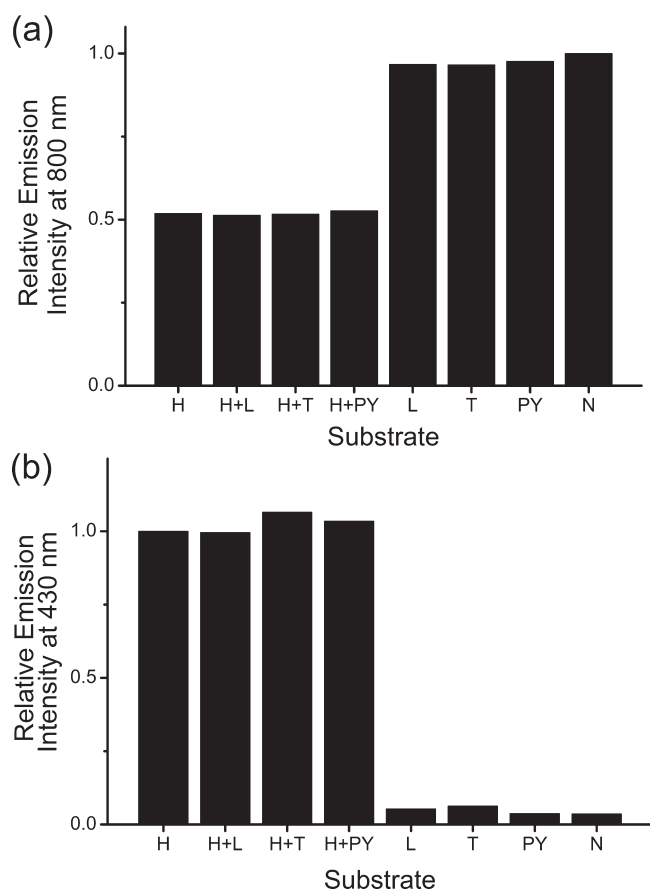 (a)
Relative Emission
Intensity at 800 nm
1.0
0.5
0.0
H H+L H+T H+PY L T PY N
Substrate
(b)
Relative Emission
Intensity at 430 nm
1.0
0.5
0.0
H H+L H+T H+PY L T PY N
Substrate